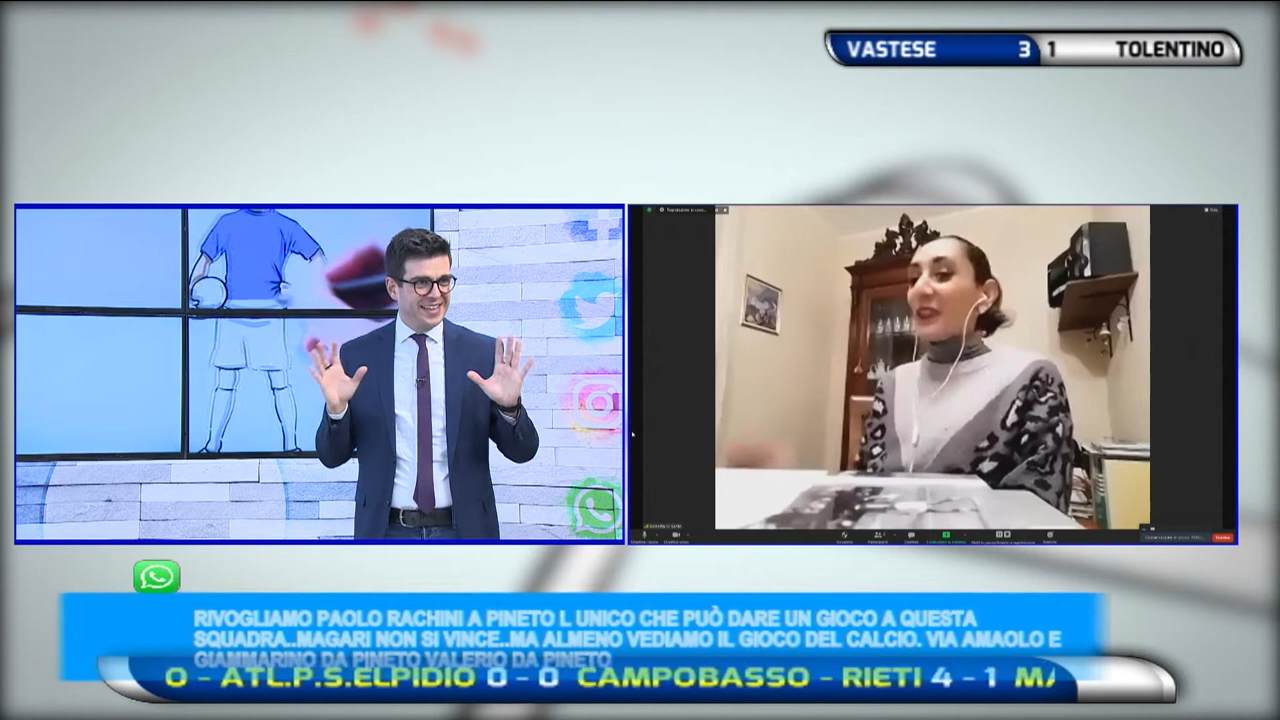 VASTESE 3 1 TOLENTINO
RIVOGLIAMO PAOLO RACHINI A PINETO L UNICO CHE PUÒ DARE UN GIOCO A QUESTA
SQUADRA..MAGARI NON SI VINCE..MA ALMENO VEDIAMO IL GIOCO DEL CALCIO. VIA AMAOLO E
GIAMMARINO DA PINETO VALERIO DA PINETO
O - ATL.P.S.ELPIDIO 0 - 0 CAMPOBASSO - RIETI 4 - 1 MA